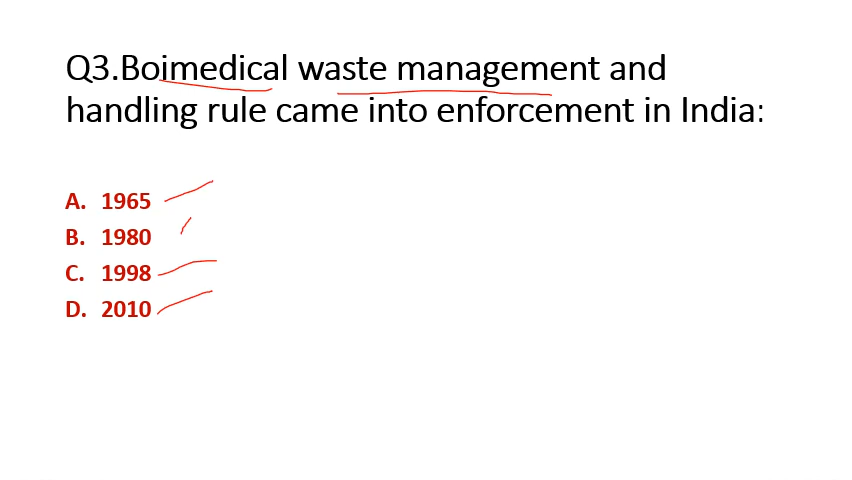 Q3.Boimedical waste management and
handling rule came into enforcement in India:
A. 1965
B. 1980
C. 1998
D. 2010